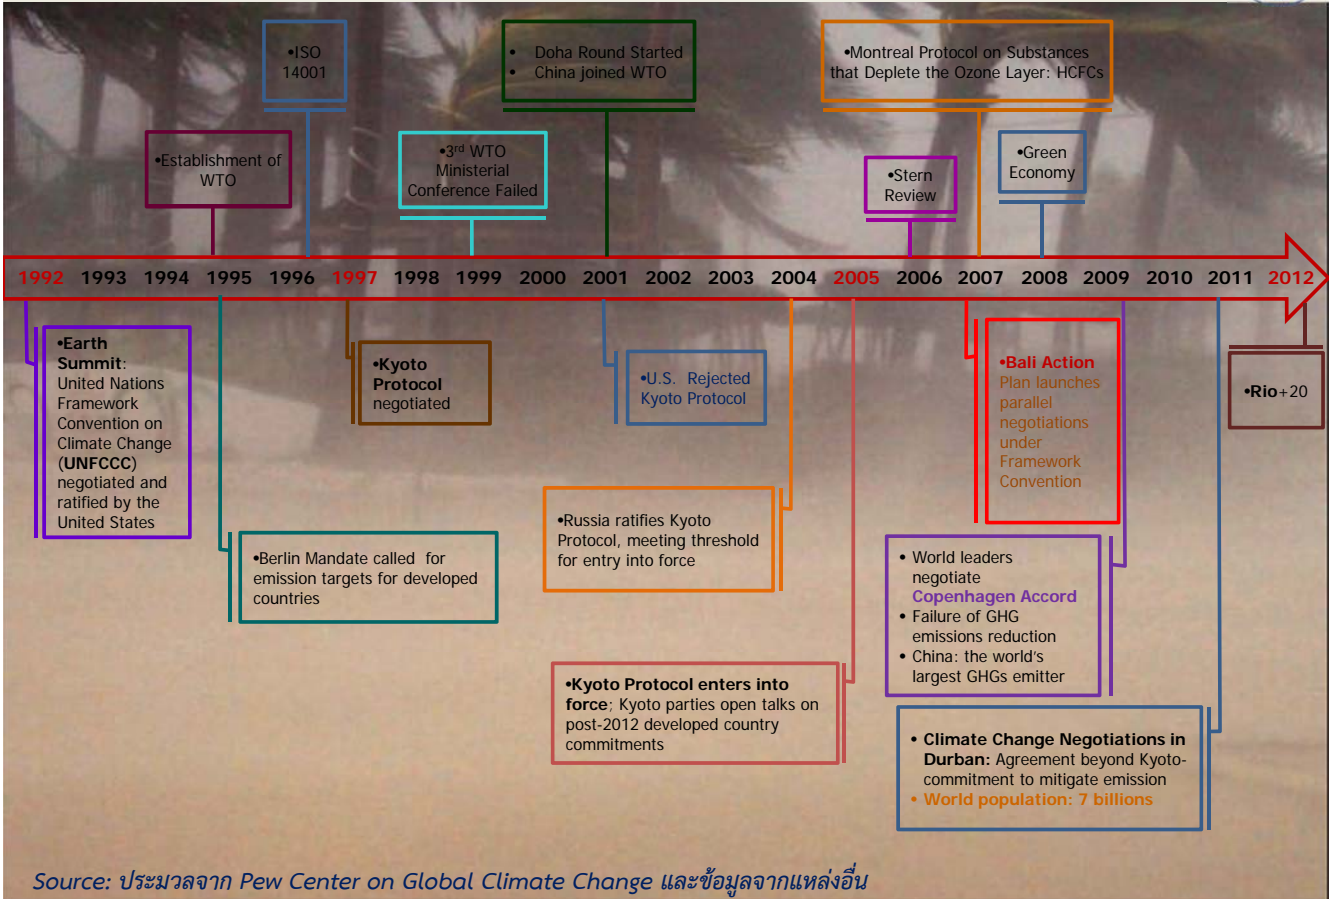 •ISO
14001
• Doha Round Started
• China joined WTO
•Montreal Protocol on Substances
that Deplete the Ozone Layer: HCFCs
•Establishment of
WTO
•3rd WTO
Ministerial
Conference Failed
•Stern
Review
•Green
Economy
1992 1993 1994 1995 1996 1997 1998 1999 2000 2001 2002 2003 2004 2005 2006 2007 2008 2009 2010 2011 2012
•Earth
Summit:
United Nations
Framework
Convention on
Climate Change
(UNFCCC)
negotiated and
ratified by the
United States
•Kyoto
Protocol
negotiated
•U.S. Rejected
Kyoto Protocol
•Bali Action
Plan launches
parallel
negotiations
under
Framework
Convention
•Rio+20
•Berlin Mandate called for
emission targets for developed
countries
•Russia ratifies Kyoto
Protocol, meeting threshold
for entry into force
• World leaders
negotiate
Copenhagen Accord
• Failure of GHG
emissions reduction
• China: the world's
largest GHGs emitter
•Kyoto Protocol enters into
force; Kyoto parties open talks on
post-2012 developed country
commitments
• Climate Change Negotiations in
Durban: Agreement beyond Kyoto-
commitment to mitigate emission
• World population: 7 billions
Source: ประมวลจาก Pew Center on Global Climate Change และข้อมูลจากแหล่งอื่น